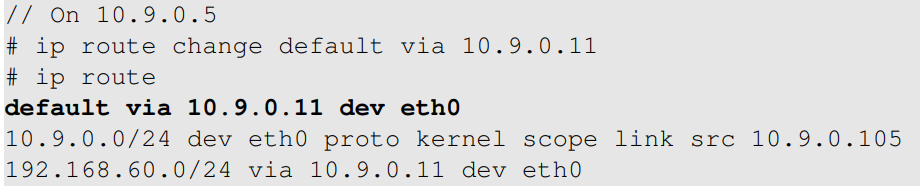 // On 10.9.0.5
# ip route change default via 10.9.0.11
# ip route
default via 10.9.0.11 dev eth0
10.9.0.0/24 dev eth0 proto kernel scope link src 10.9.0.105
192.168.60.0/24 via 10.9.0.11 dev eth0